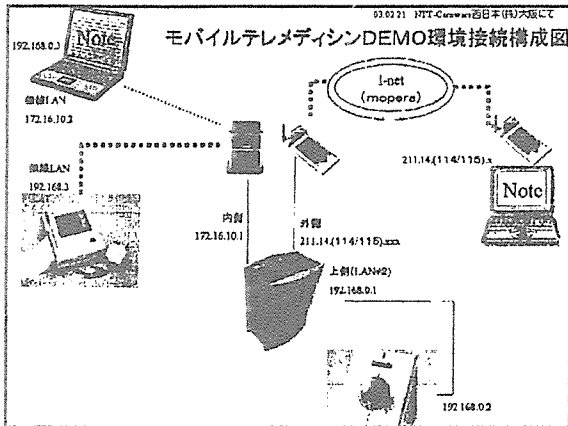 03.02.21 NTT-Comware西日本(株)大阪にて
モバイルテレメディシンDEMO環境接続構成図
Note
192.168.0.3
無線LAN
172.16.10.2
I-net
(mopera)
211.14.(114/115).x
Note
無線LAN
192.168.3
内側
172.16.10.1
外側
211.14.(114/115).xxx
上側(LAN#2)
192.168.0.1
192.168.0.2